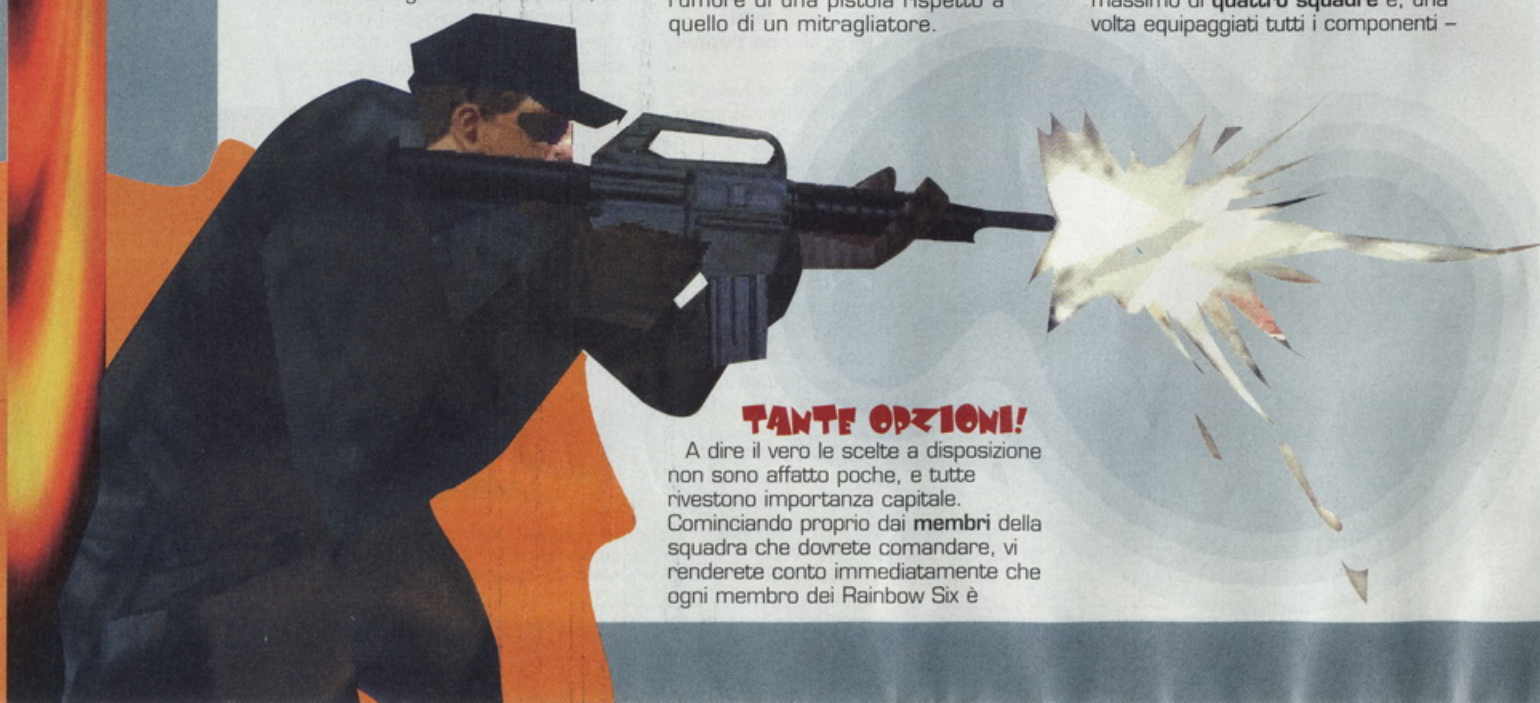 rumore di una pistola rispetto a
quello di un mitragliatore.
TANTE OPZIONI!
A dire il vero le scelte a disposizione
non sono affatto poche, e tutte
rivestono importanza capitale.
Cominciando proprio dai membri della
squadra che dovrete comandare, vi
renderete conto immediatamente che
ogni membro dei Rainbow Six è
massimo di quattro squadre e, una
volta equipaggiati tutti i componenti –